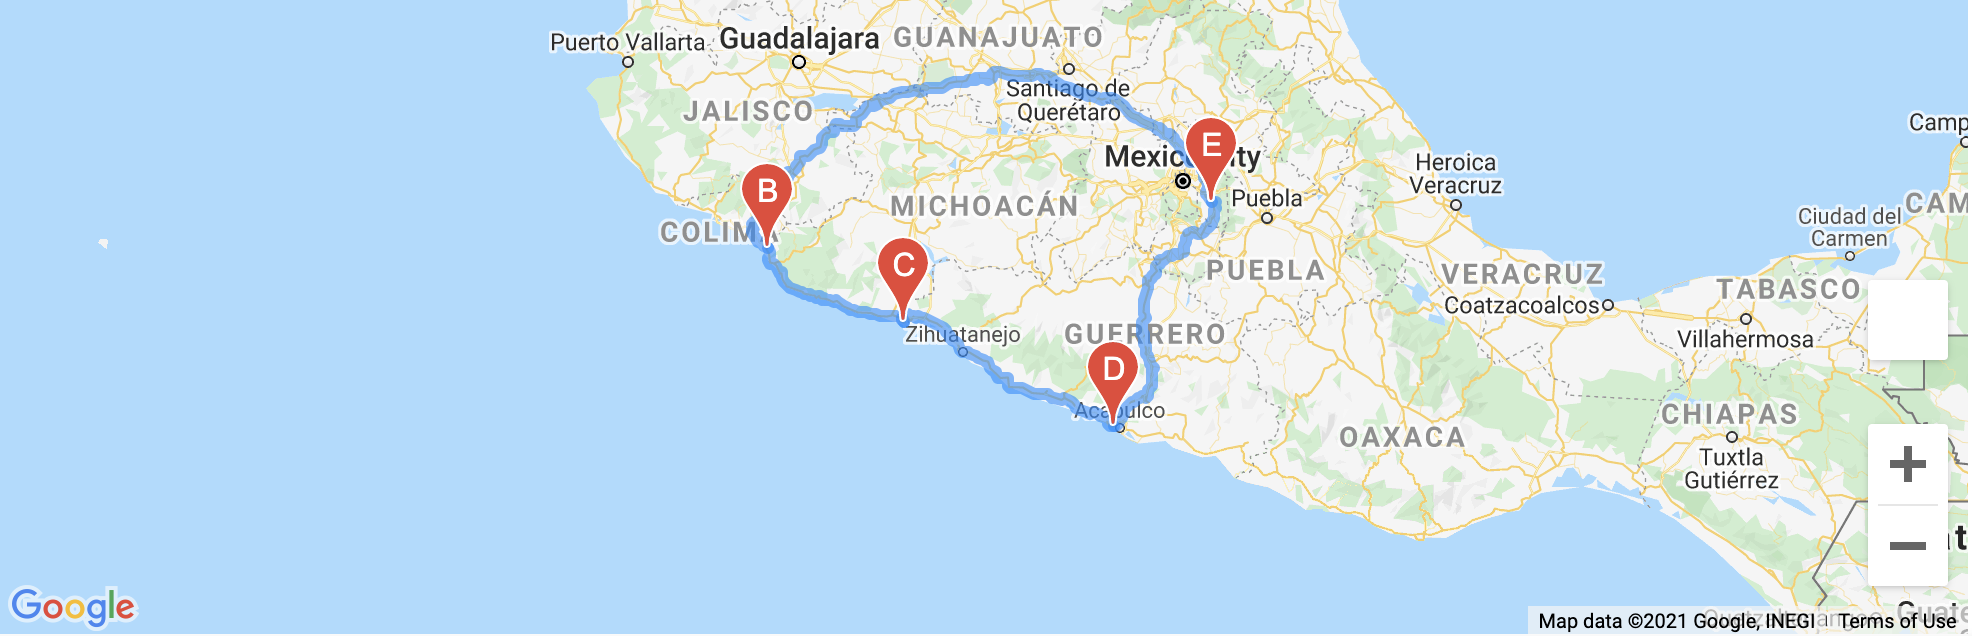 Puerto Vallarta
Guadalajara
GUANAJUATO
JALISCO
Santiago de
Querétaro
Camp
E
Mexico City
Heroica
Veracruz
B
Puebla
MICHOACÁN
COLIMA
Ciudad del
Carmen
CAM
C
PUEBLA
VERACRUZ
Coatzacoalcos
TABASCO
Zihuatanejo
GUERRERO
Villahermosa
D
Acapulco
OAXACA
CHIAPAS
Tuxtla
Gutiérrez
+
−
Google
Map data ©2021 Google, INEGI
Terms of Use